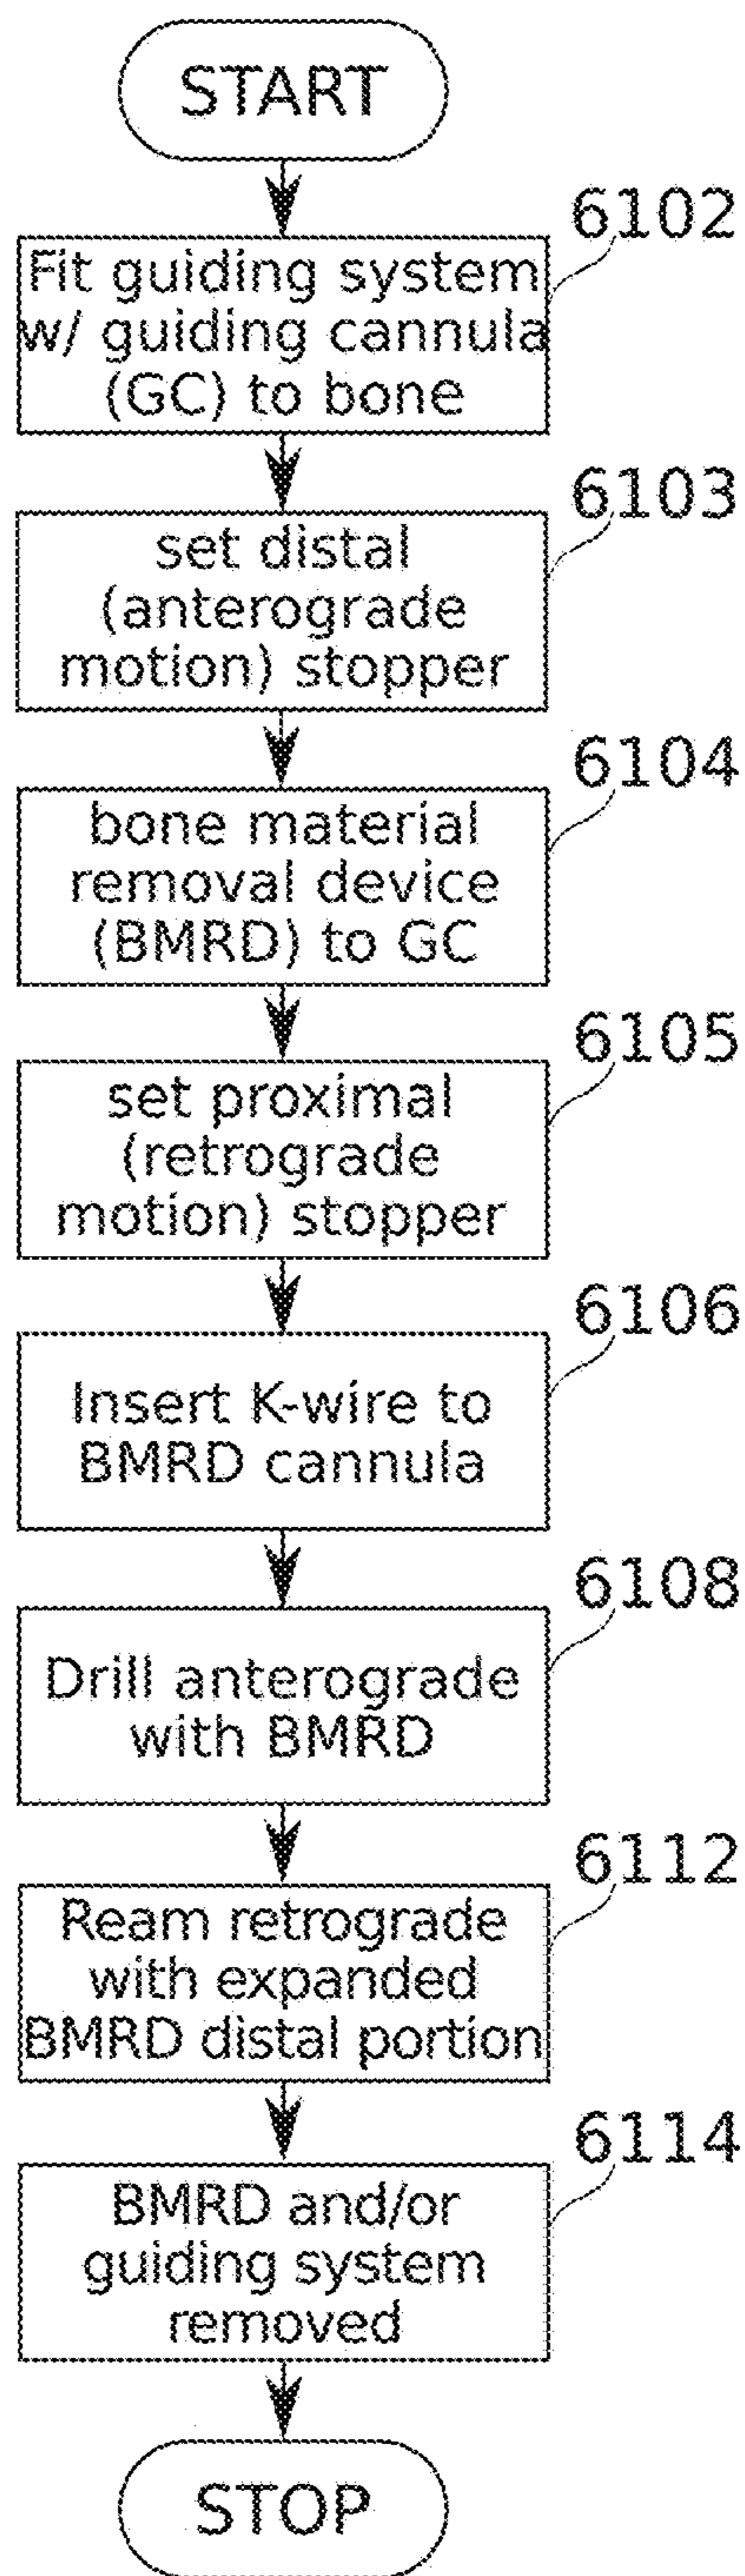 START
6102
Fit guiding system
w/ guiding cannula
(GC) to bone
6103
set distal
(anterograde
motion) stopper
6104
bone material
removal device
(BMRD) to GC
6105
set proximal
(retrograde
motion) stopper
6106
Insert K-wire to
BMRD cannula
6108
Drill anterograde
with BMRD
6112
Ream retrograde
with expanded
BMRD distal portion
6114
BMRD and/or
guiding system
removed
STOP